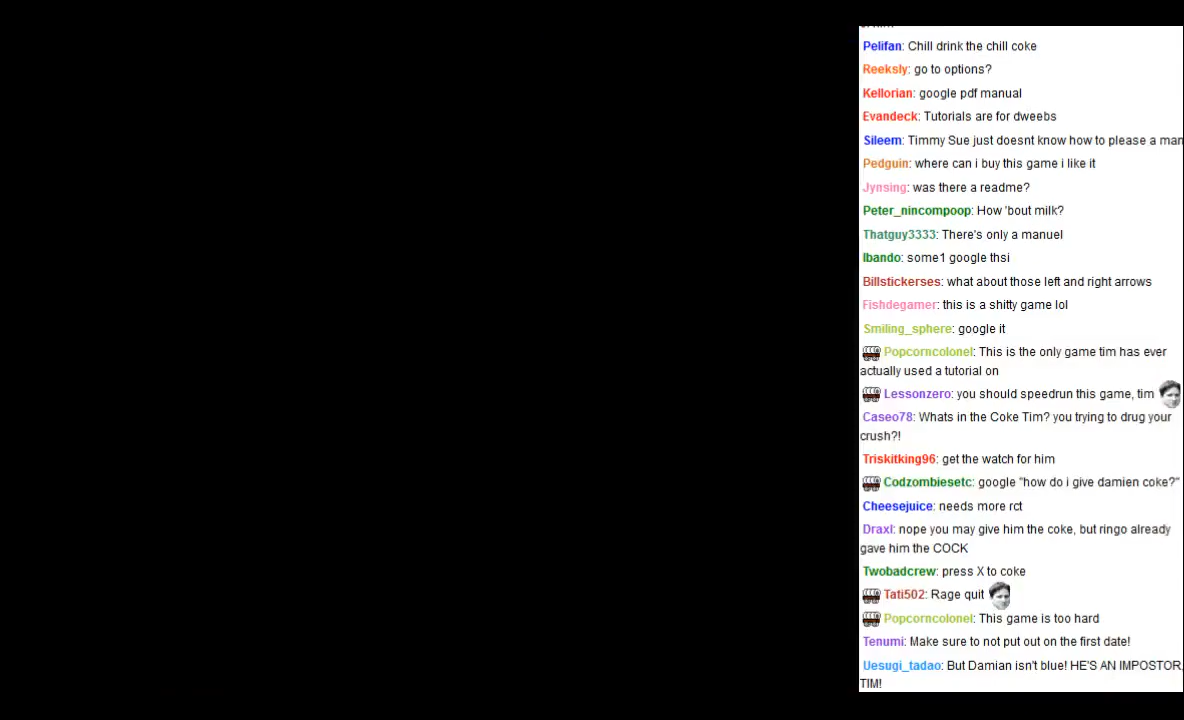 Pelifan: Chill drink the chill coke
Reeksly: go to options?
Kellorian: google pdf manual
Evandeck: Tutorials are for dweebs
Sileem: Timmy Sue just doesnt know how to please a man
Pedguin: where can i buy this game i like it
Jynsing: was there a readme?
Peter_nincompoop: How 'bout milk?
Thatguy3333: There's only a manuel
Ibando: some1 google thsi
Billstickerses: what about those left and right arrows
Fishdegamer: this is a shitty game lol
Smiling_sphere: google it
Popcorncolonel: This is the only game tim has ever
actually used a tutorial on
Lessonzero: you should speedrun this game, tim
Caseo78: Whats in the Coke Tim? you trying to drug your
crush?!
Triskitking96: get the watch for him
Codzombiesetc: google "how do i give damien coke?"
Cheesejuice: needs more rct
Draxl: nope you may give him the coke, but ringo already
gave him the COCK
Twobadcrew: press X to coke
Tati502: Rage quit
Popcorncolonel: This game is too hard
Tenumi: Make sure to not put out on the first date!
Uesugi_tadao: But Damian isn't blue! HE'S AN IMPOSTOR,
TIM!